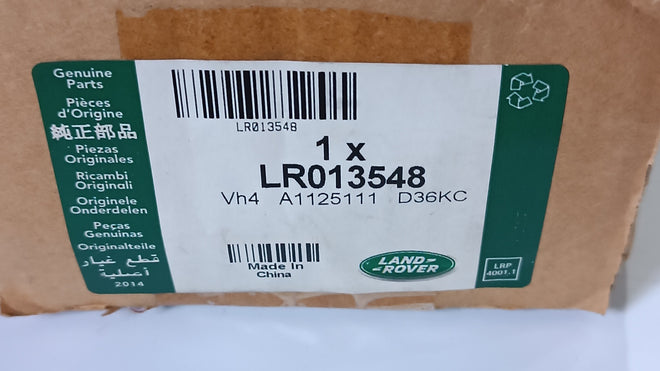 Genuine
Parts
Pièces
d'Origine
純正部品
Piezas
Originales
Ricambi
Originali
Originele
Onderdelen
Peças
Genuinas
Originalteile
قطع غيار
أصلية
2014
LR013548
1 x
LR013548
Vh4 A1125111 D36KC
Made In
China
LAND-
-ROVER
LRP
4001.1